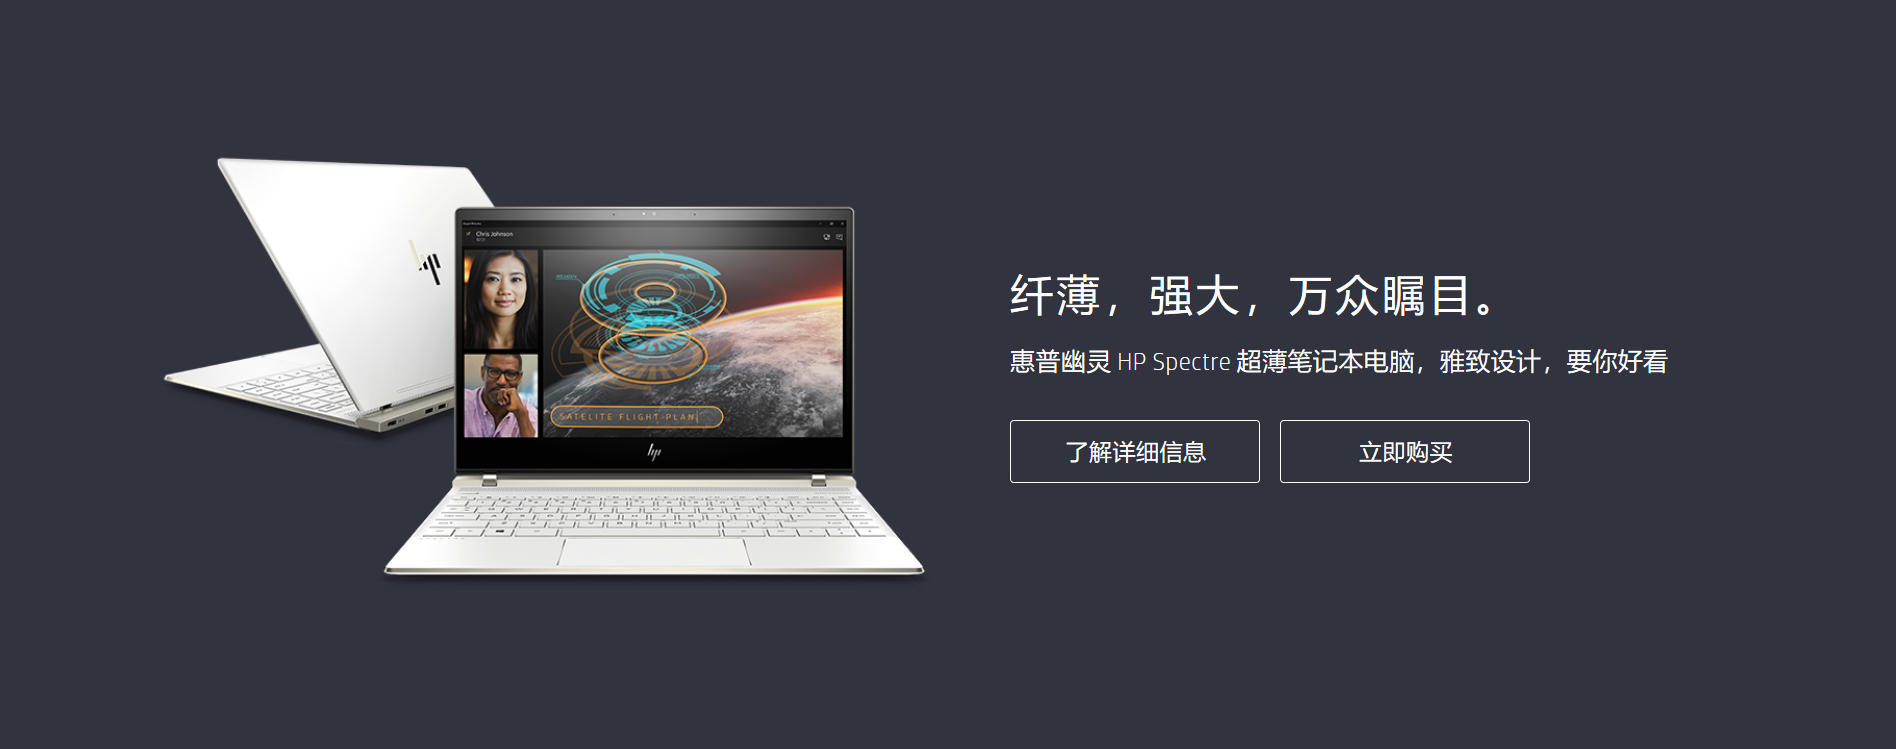 Chris Johnson
SATELITE FLIGHT PLAN
纤薄，强大，万众瞩目。
惠普幽灵 HP Spectre 超薄笔记本电脑，雅致设计，要你好看
了解详细信息
立即购买